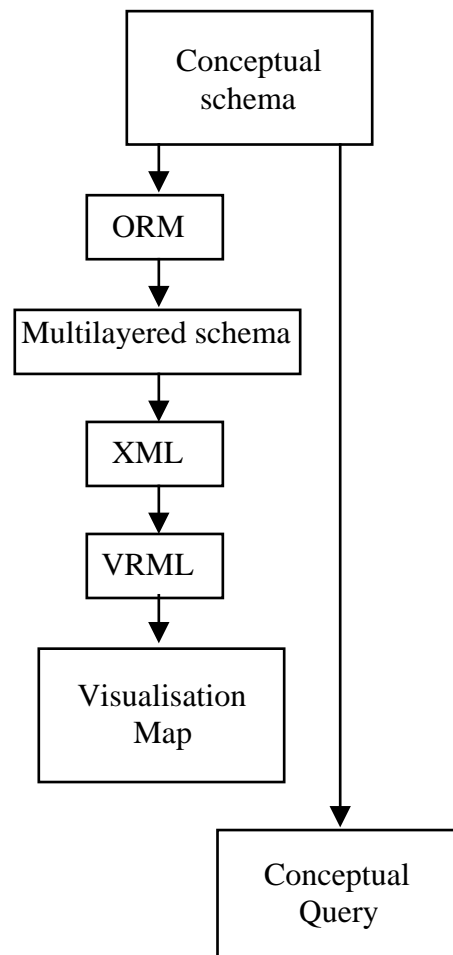 Conceptual
schema
ORM
Multilayered schema
XML
VRML
Visualisation
Map
Conceptual
Query